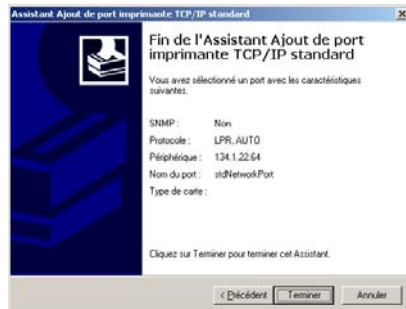 Assistant Ajout de port imprimante TCP/IP standard
Fin de l'Assistant Ajout de port
imprimante TCP/IP standard
Vous avez sélectionné un port avec les caractéristiques
suivantes.
SNMP : Non
Protocole : LPR, AUTO
Périphérique : 134.1.22.64
Nom du port : stdNetworkPort
Type de carte :
Cliquez sur Terminer pour terminer cet Assistant.
< Précédent Terminer Annuler